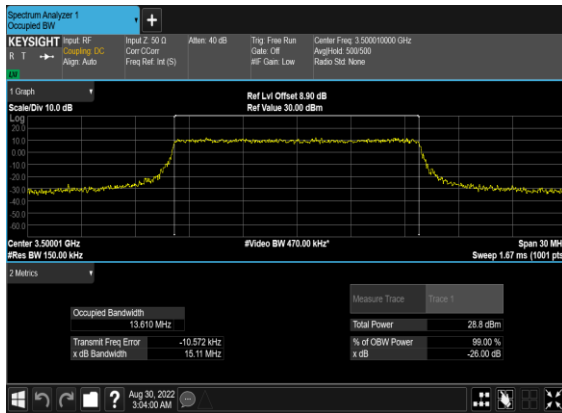 Spectrum Analyzer 1
Occupied BW
KEYSIGHT Input: RF Input Z: 50 Ω Atten: 40 dB Trig: Free Run Center Freq: 3.500010000 GHz
R T Coupling: DC Corr CCorr Gate: Off Avg|Hold: 500/500
Align: Auto Freq Ref: Int (S) #IF Gain: Low Radio Std: None
1 Graph
Ref Lvl Offset 8.90 dB
Scale/Div 10.0 dB Ref Value 30.00 dBm
Log
20.0
10.0
0.00
-10.0
-20.0
-30.0
-40.0
-50.0
-60.0
Center 3.50001 GHz #Video BW 470.00 kHz* Span 30 MH
#Res BW 150.00 kHz Sweep 1.67 ms (1001 pts
2 Metrics
Measure Trace Trace 1
Occupied Bandwidth
13.610 MHz Total Power 28.8 dBm
Transmit Freq Error -10.572 kHz % of OBW Power 99.00 %
x dB Bandwidth 15.11 MHz x dB -26.00 dB
Aug 30, 2022
3:04:00 AM